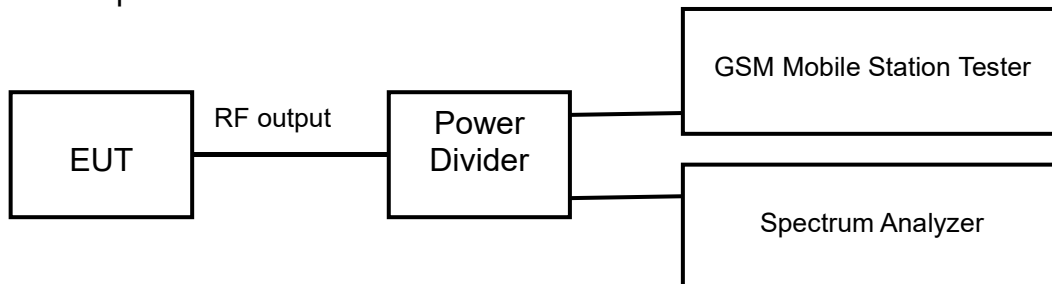 GSM Mobile Station Tester
RF output
EUT
Power
Divider
Spectrum Analyzer